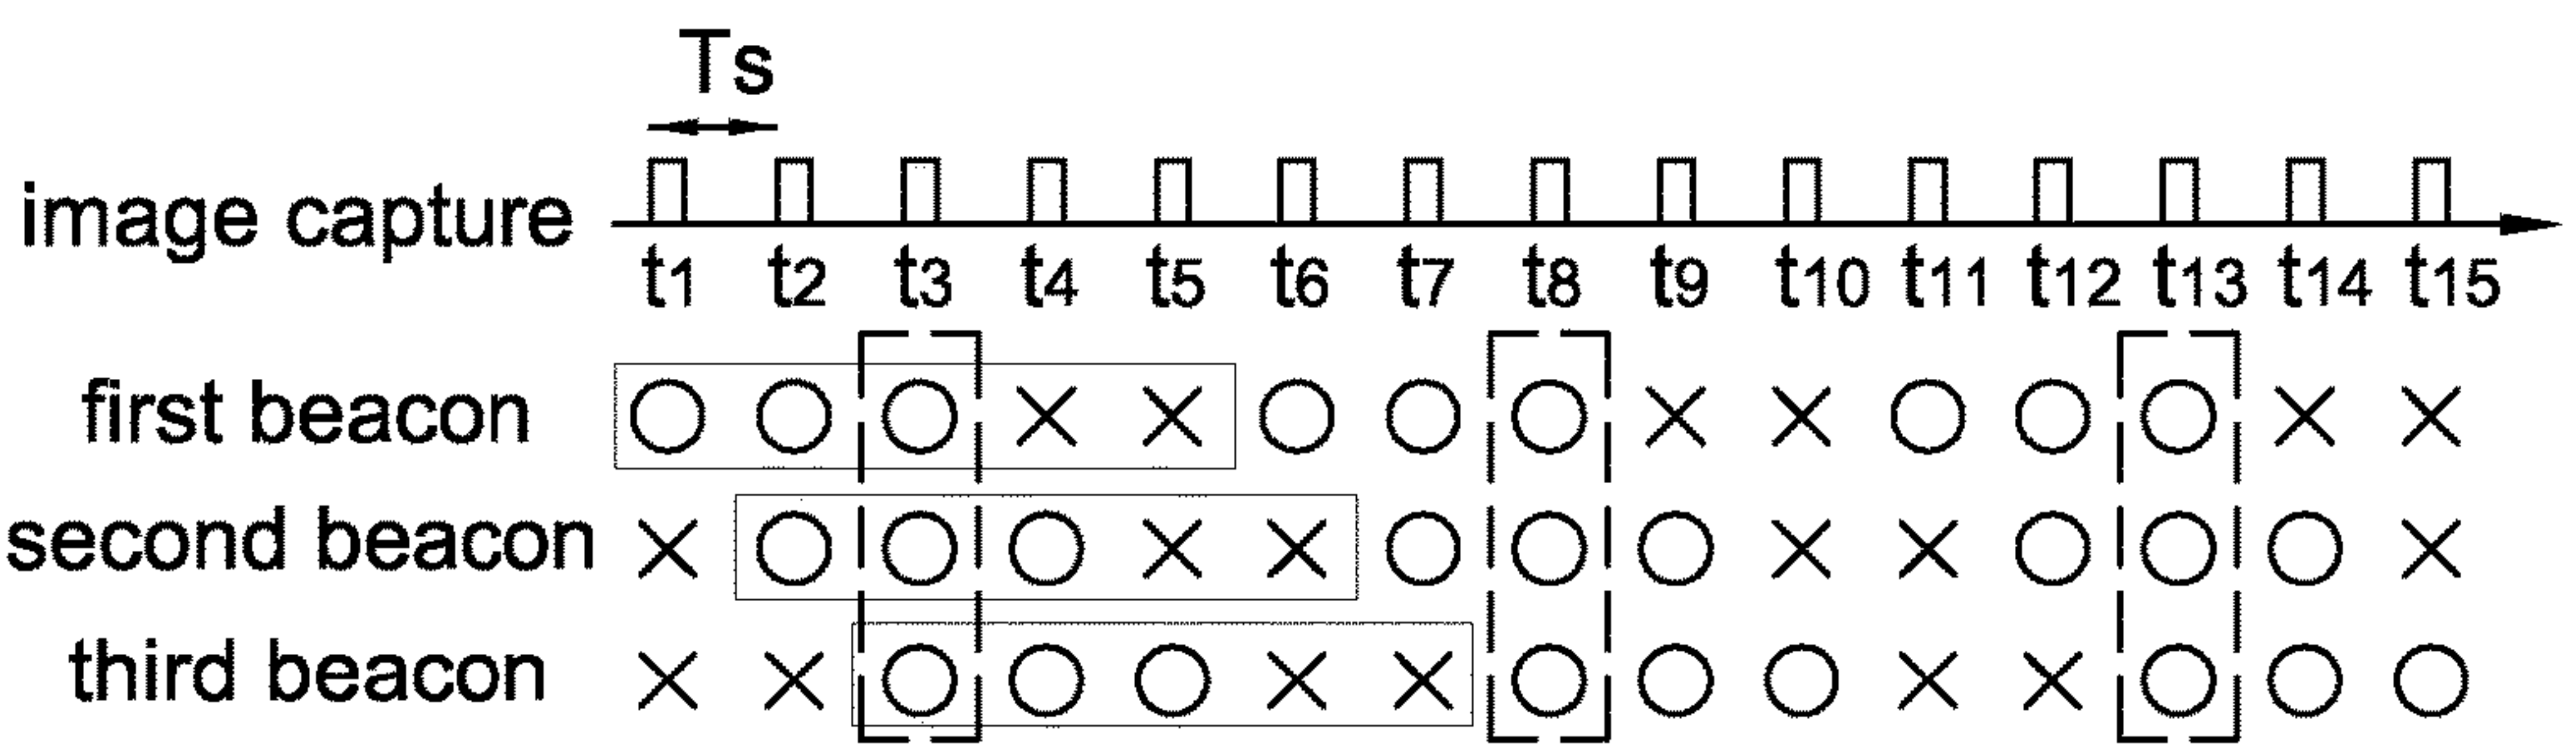 Ts
image capture
t1 t2 t3 t4 t5 t6 t7 t8 t9 t10 t11 t12 t13 t14 t15
first beacon
second beacon
third beacon